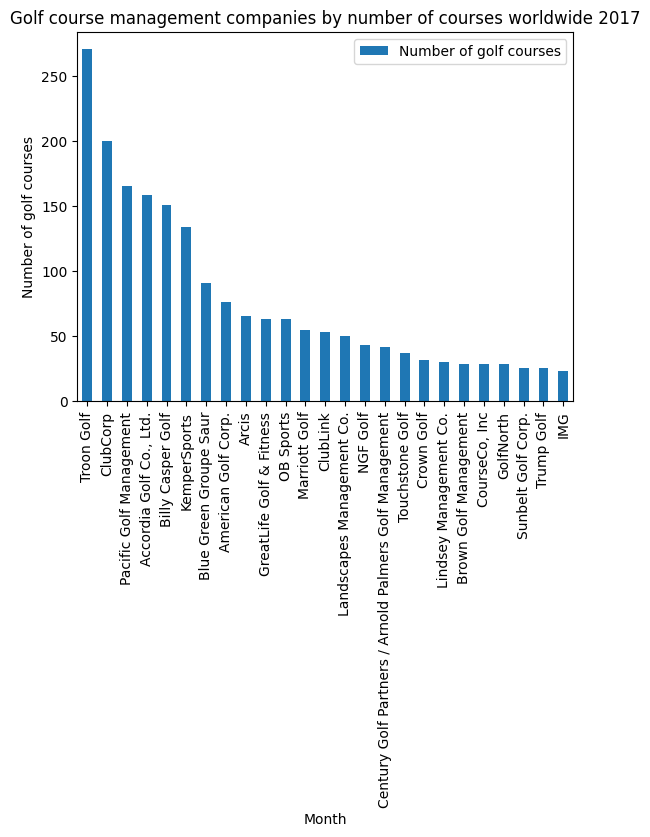 Golf course management companies by number of courses worldwide 2017
Number of golf courses
Number of golf courses
250
200
150
100
50
0
Troon Golf
ClubCorp
Pacific Golf Management
Accordia Golf Co., Ltd.
Billy Casper Golf
KemperSports
Blue Green Groupe Saur
American Golf Corp.
Arcis
GreatLife Golf & Fitness
OB Sports
Marriott Golf
ClubLink
Landscapes Management Co.
NGF Golf
Century Golf Partners / Arnold Palmers Golf Management
Touchstone Golf
Crown Golf
Lindsey Management Co.
Brown Golf Management
CourseCo, Inc
GolfNorth
Sunbelt Golf Corp.
Trump Golf
IMG
Month